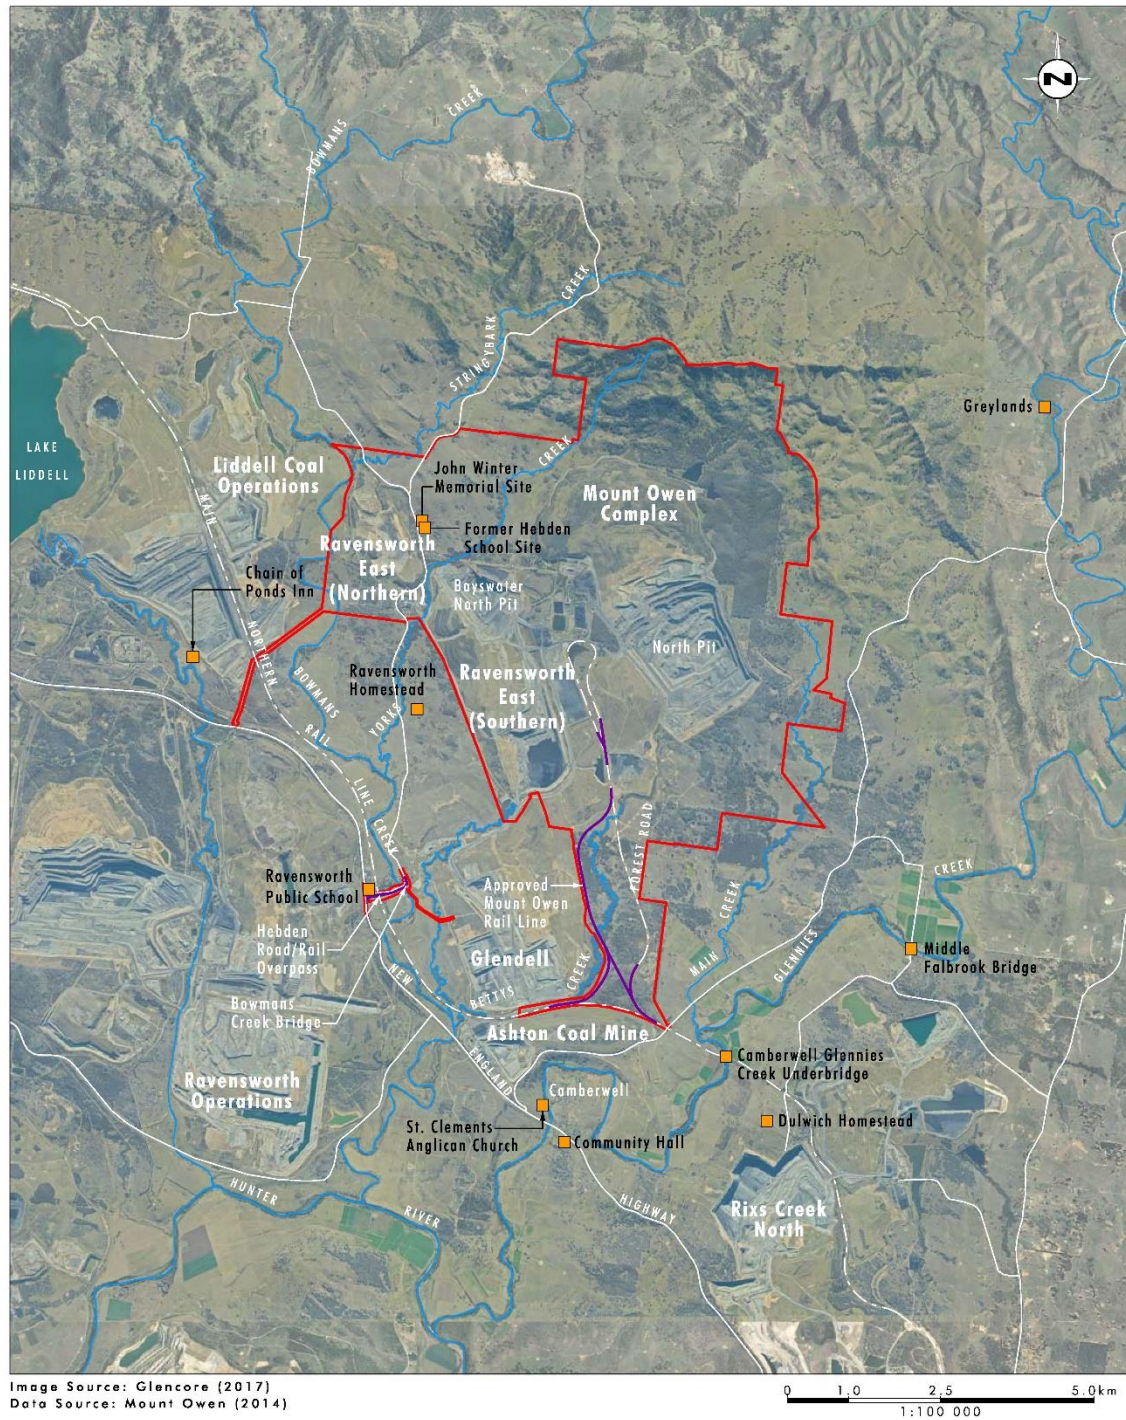 N
CREEK
BOWMANS
CREEK
STRINGYBARK
LAKE
LIDDELL
Greylands
Liddell Coal
Operations
John Winter
Memorial Site
CREEK
Mount Owen
Complex
MAIN
Former Hebden
School Site
Ravensworth
East
(Northern)
Chain of
Ponds Inn
Bayswater
North Pit
NORTHERN
North Pit
Ravensworth
Homestead
Ravensworth
East
(Southern)
BOWMANS
YORKS
RAIL
LINE
CREEK
FOREST ROAD
Ravensworth
Public School
Approved
Mount Owen
Rail Line
CREEK
CREEK
Hebden
Road/Rail
Overpass
Glendell
CREEK
MAIN
GLENNIES
Middle
Falbrook Bridge
NEW
Bowmans
Creek Bridge
BETTYS
Ashton Coal Mine
ENGLAND
Camberwell Glennies
Creek Underbridge
Ravensworth
Operations
Camberwell
St. Clements
Anglican Church
Dulwich Homestead
Community Hall
HUNTER
RIVER
HIGHWAY
Rixs Creek
North
Image Source: Glencore (2017)
Data Source: Mount Owen (2014)
0 1.0 2.5 5.0km
1:100 000